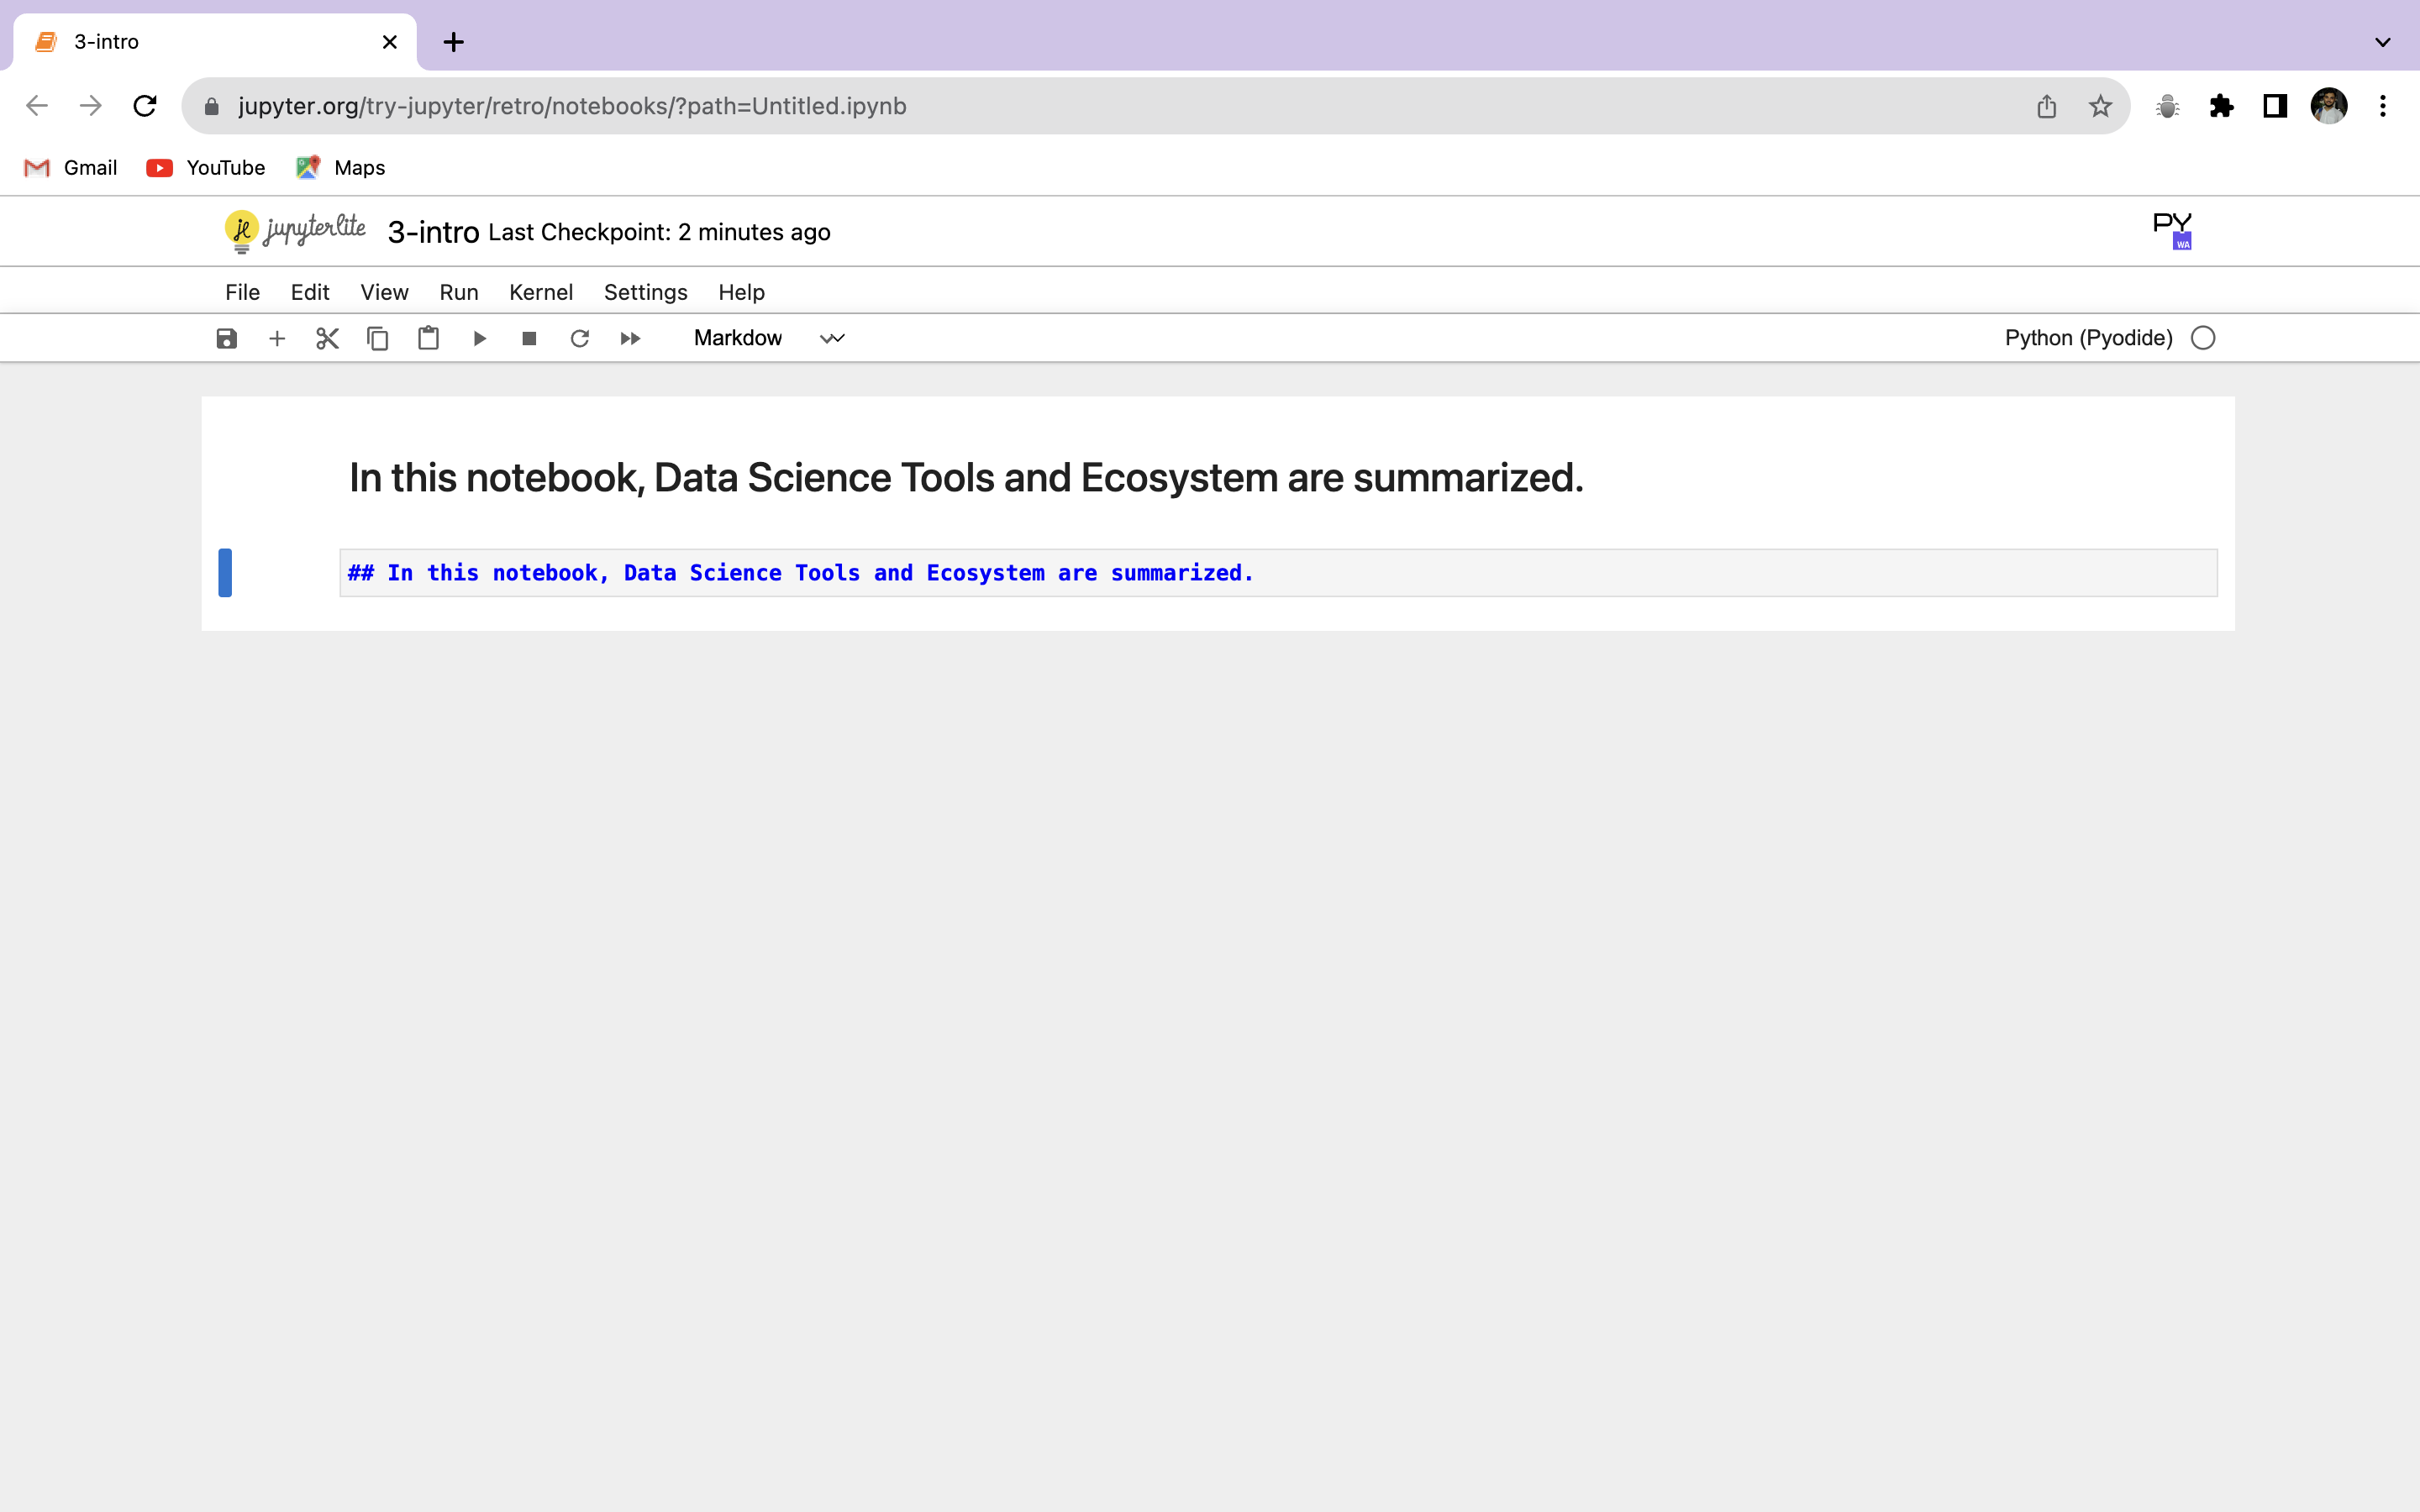 3-intro
jupyter.org/try-jupyter/retro/notebooks/?path=Untitled.ipynb
Gmail YouTube Maps
jl jupyterlite 3-intro Last Checkpoint: 2 minutes ago PY WA
File Edit View Run Kernel Settings Help
Markdow Python (Pyodide)
In this notebook, Data Science Tools and Ecosystem are summarized.
## In this notebook, Data Science Tools and Ecosystem are summarized.